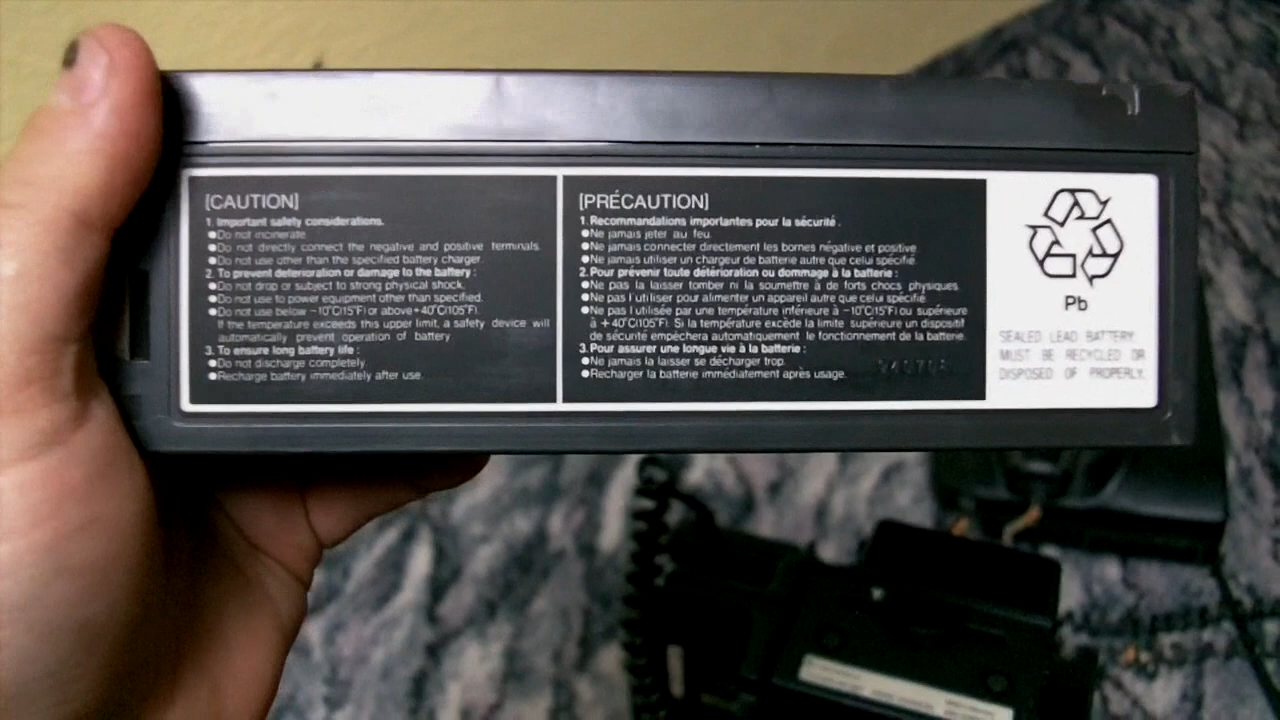 [CAUTION]
1. Important safety considerations.
●Do not incinerate.
●Do not directly connect the negative and positive terminals.
●Do not use other than the specified battery charger.
2. To prevent deterioration or damage to the battery :
●Do not drop or subject to strong physical shock.
●Do not use to power equipment other than specified.
●Do not use below −10°C(15°F) or above+40°C(105°F).
If the temperature exceeds this upper limit, a safety device will
automatically prevent operation of battery
3. To ensure long battery life :
●Do not discharge completely.
●Recharge battery immediately after use.
[PRÉCAUTION]
1. Recommandations importantes pour la sécurité.
●Ne jamais jeter au feu.
●Ne jamais connecter directement les bornes négative et positive.
●Ne jamais utiliser un chargeur de batterie autre que celui spécifié.
2. Pour prévenir toute détérioration ou dommage à la batterie :
●Ne pas la laisser tomber ni la soumettre à de forts chocs physiques.
●Ne pas l'utiliser pour alimenter un appareil autre que celui spécifié.
●Ne pas l'utilisée par une température inférieure à −10°C(15°F) ou supérieure
à +40°C(105°F). Si la température excède la limite supérieure un dispositif
de sécurité empêchera automatiquement le fonctionnement de la batterie.
3. Pour assurer une longue vie à la batterie :
●Ne jamais la laisser se décharger trop.
●Recharger la batterie immédiatement après usage.
Pb
SEALED LEAD BATTERY.
MUST BE RECYCLED OR
DISPOSED OF PROPERLY.